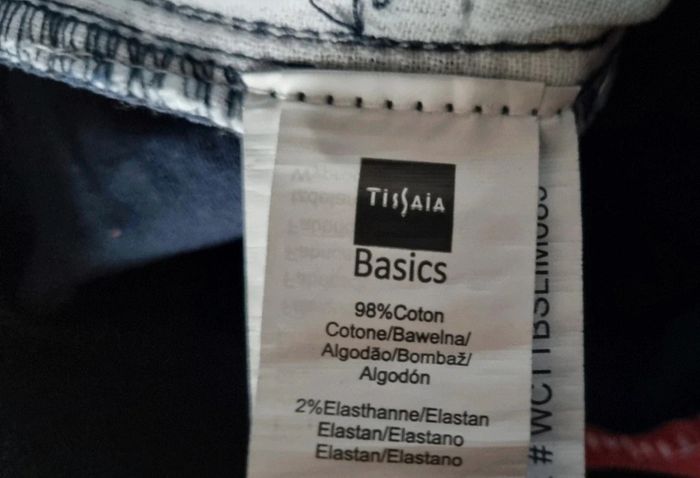 TISSAIA
Basics
98%Coton
Cotone/Bawelna/
Algodão/Bombaž/
Algodón
2%Elasthanne/Elastan
Elastan/Elastano
Elastan/Elastano